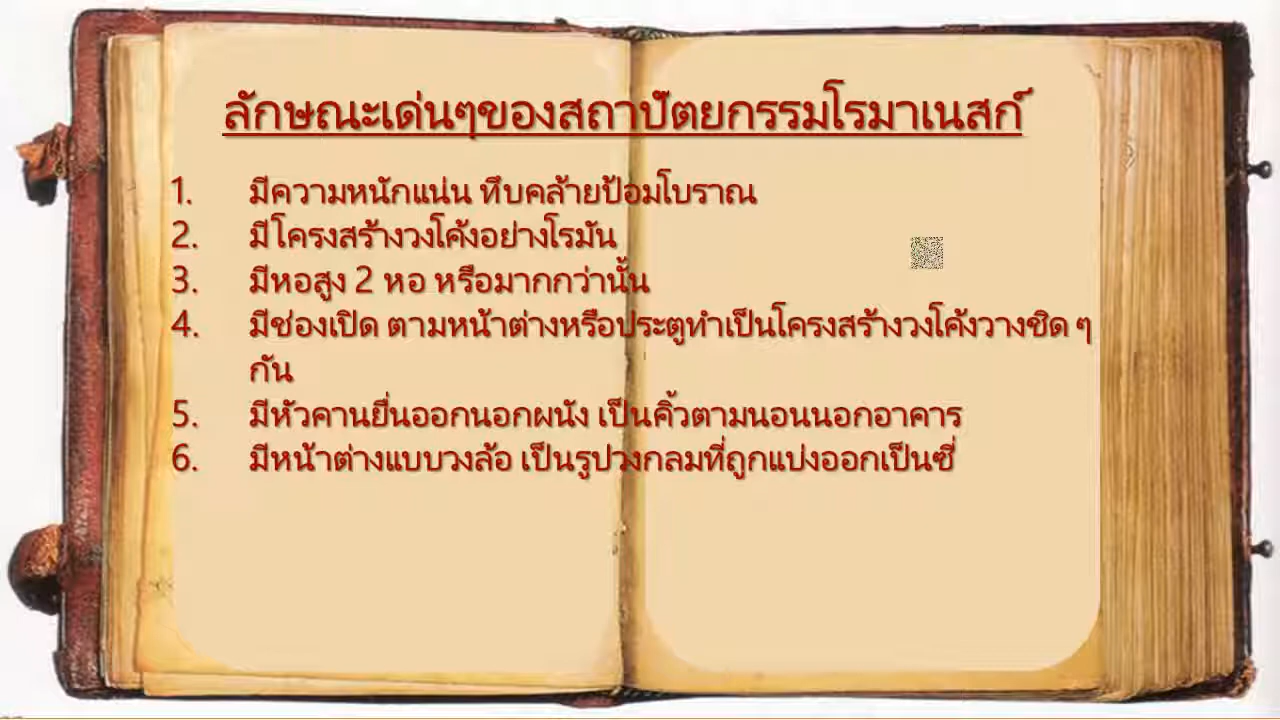 ลักษณะเด่นๆของสถาปัตยกรรมโรมาเนสก์
1. มีความหนักแน่น ทึบคล้ายป้อมโบราณ
2. มีโครงสร้างวงโค้งอย่างโรมัน
3. มีหอสูง 2 หอ หรือมากกว่านั้น
4. มีช่องเปิด ตามหน้าต่างหรือประตูทำเป็นโครงสร้างวงโค้งวางชิด ๆ
กัน
5. มีหัวคานยื่นออกนอกผนัง เป็นคิ้วตามนอนนอกอาคาร
6. มีหน้าต่างแบบวงล้อ เป็นรูปวงกลมที่ถูกแบ่งออกเป็นซี่